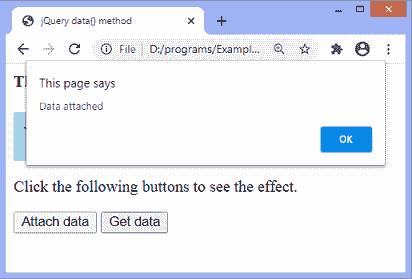 jQuery data() method
File
D:/programs/Exampl...
This page says
Data attached
OK
Click the following buttons to see the effect.
Attach data
Get data